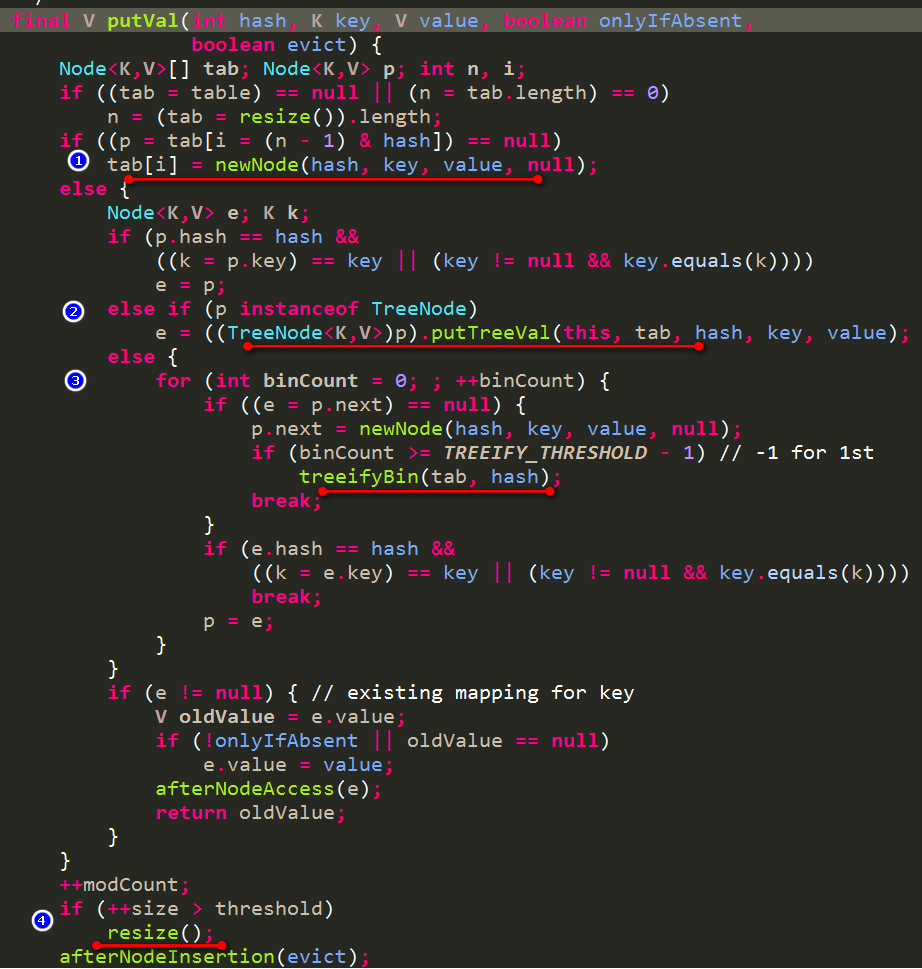 final V putVal(int hash, K key, V value, boolean onlyIfAbsent,
               boolean evict) {
    Node<K,V>[] tab; Node<K,V> p; int n, i;
    if ((tab = table) == null || (n = tab.length) == 0)
        n = (tab = resize()).length;
    if ((p = tab[i = (n - 1) & hash]) == null)
1       tab[i] = newNode(hash, key, value, null);
    else {
        Node<K,V> e; K k;
        if (p.hash == hash &&
            ((k = p.key) == key || (key != null && key.equals(k))))
            e = p;
2       else if (p instanceof TreeNode)
            e = ((TreeNode<K,V>)p).putTreeVal(this, tab, hash, key, value);
        else {
3           for (int binCount = 0; ; ++binCount) {
                if ((e = p.next) == null) {
                    p.next = newNode(hash, key, value, null);
                    if (binCount >= TREEIFY_THRESHOLD - 1) // -1 for 1st
                        treeifyBin(tab, hash);
                    break;
                }
                if (e.hash == hash &&
                    ((k = e.key) == key || (key != null && key.equals(k))))
                    break;
                p = e;
            }
        }
        if (e != null) { // existing mapping for key
            V oldValue = e.value;
            if (!onlyIfAbsent || oldValue == null)
                e.value = value;
            afterNodeAccess(e);
            return oldValue;
        }
    }
    ++modCount;
4   if (++size > threshold)
        resize();
    afterNodeInsertion(evict);